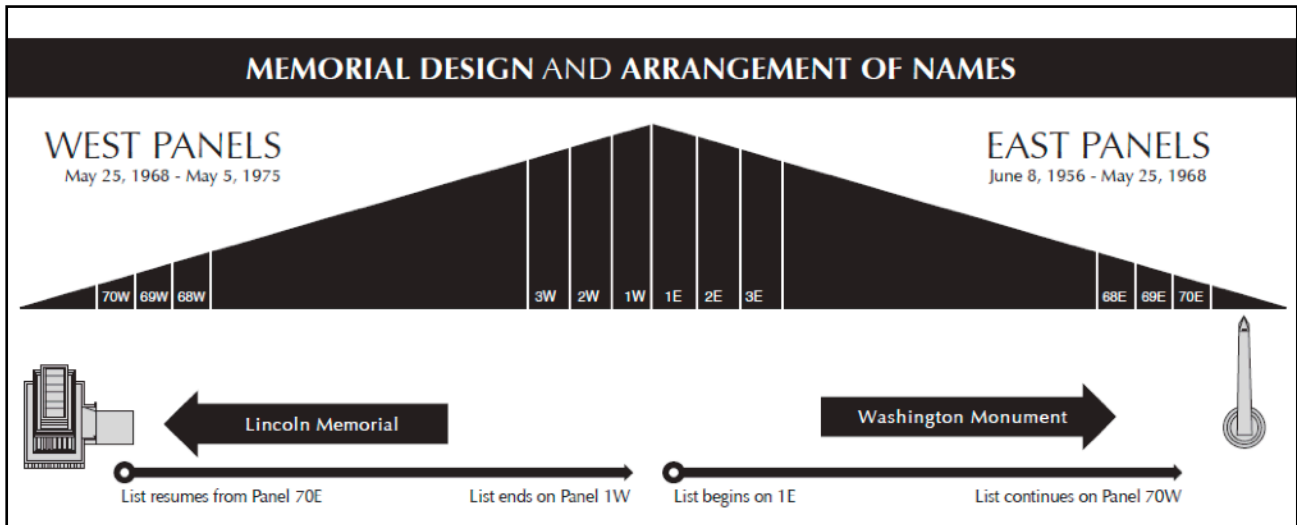 MEMORIAL DESIGN AND ARRANGEMENT OF NAMES
WEST PANELS
May 25, 1968 - May 5, 1975
EAST PANELS
June 8, 1956 - May 25, 1968
70W 69W 68W 3W 2W 1W 1E 2E 3E 68E 69E 70E
Lincoln Memorial
Washington Monument
List resumes from Panel 70E
List ends on Panel 1W
List begins on 1E
List continues on Panel 70W